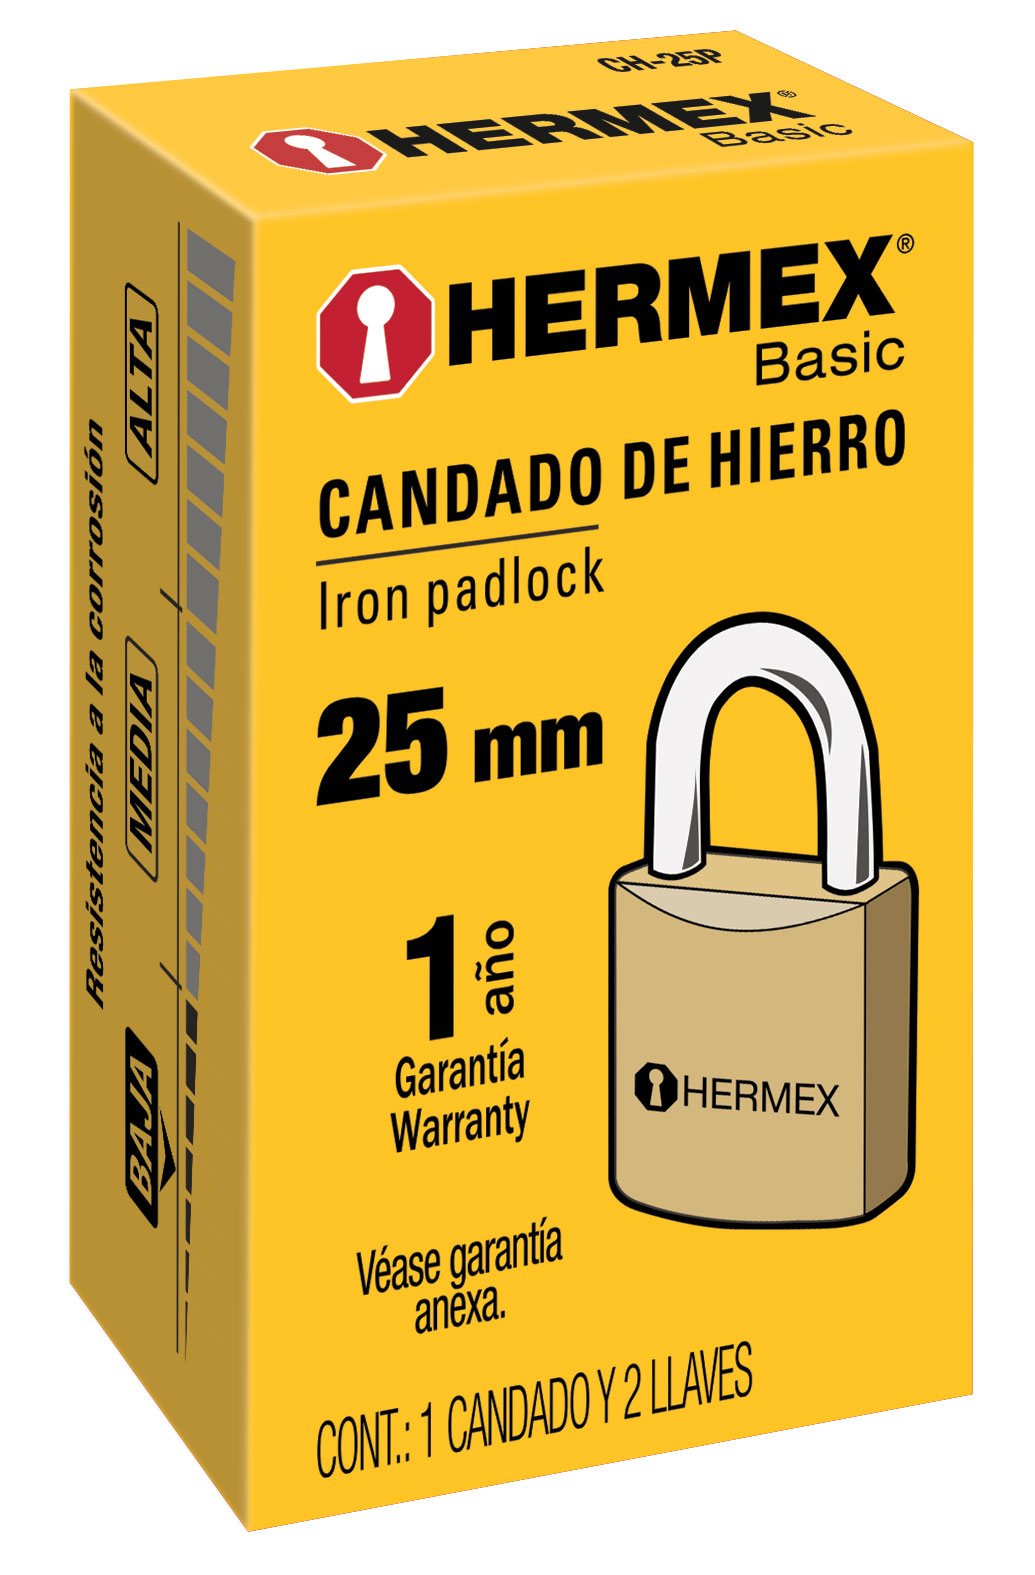 CH-25P
HERMEX®
Basic
HERMEX®
Basic
CANDADO DE HIERRO
Iron padlock
25 mm
1 año
Garantía
Warranty
HERMEX
Véase garantía
anexa.
CONT.: 1 CANDADO Y 2 LLAVES
Resistencia a la corrosión
ALTA
MEDIA
BAJA